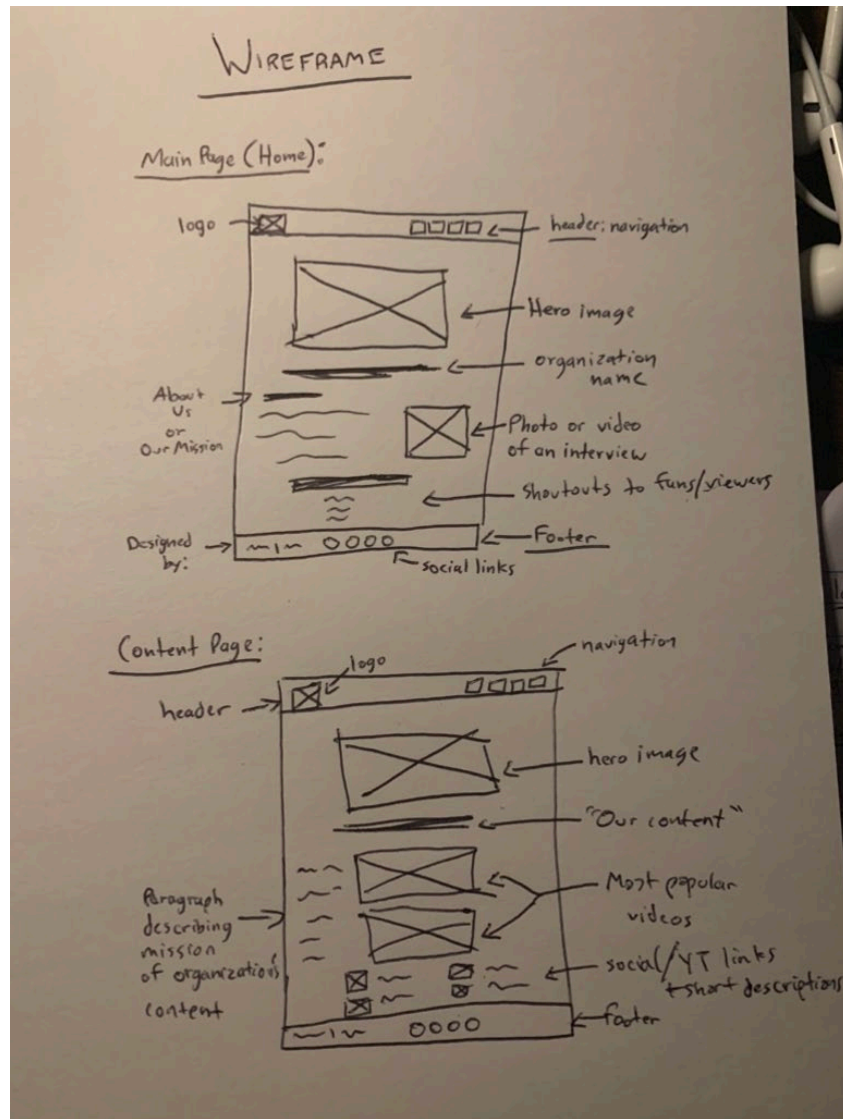 WIREFRAME
Main Page (Home):
logo
header: navigation
Hero image
organization
name
About
Us
or
Our Mission
Photo or video
of an interview
shoutouts to fans/viewers
Designed
by:
Footer
social links
Content Page:
navigation
logo
header
hero image
"Our content"
Most popular
videos
Paragraph
describing
mission
of organization's
content
social/YT links
+ short descriptions
footer